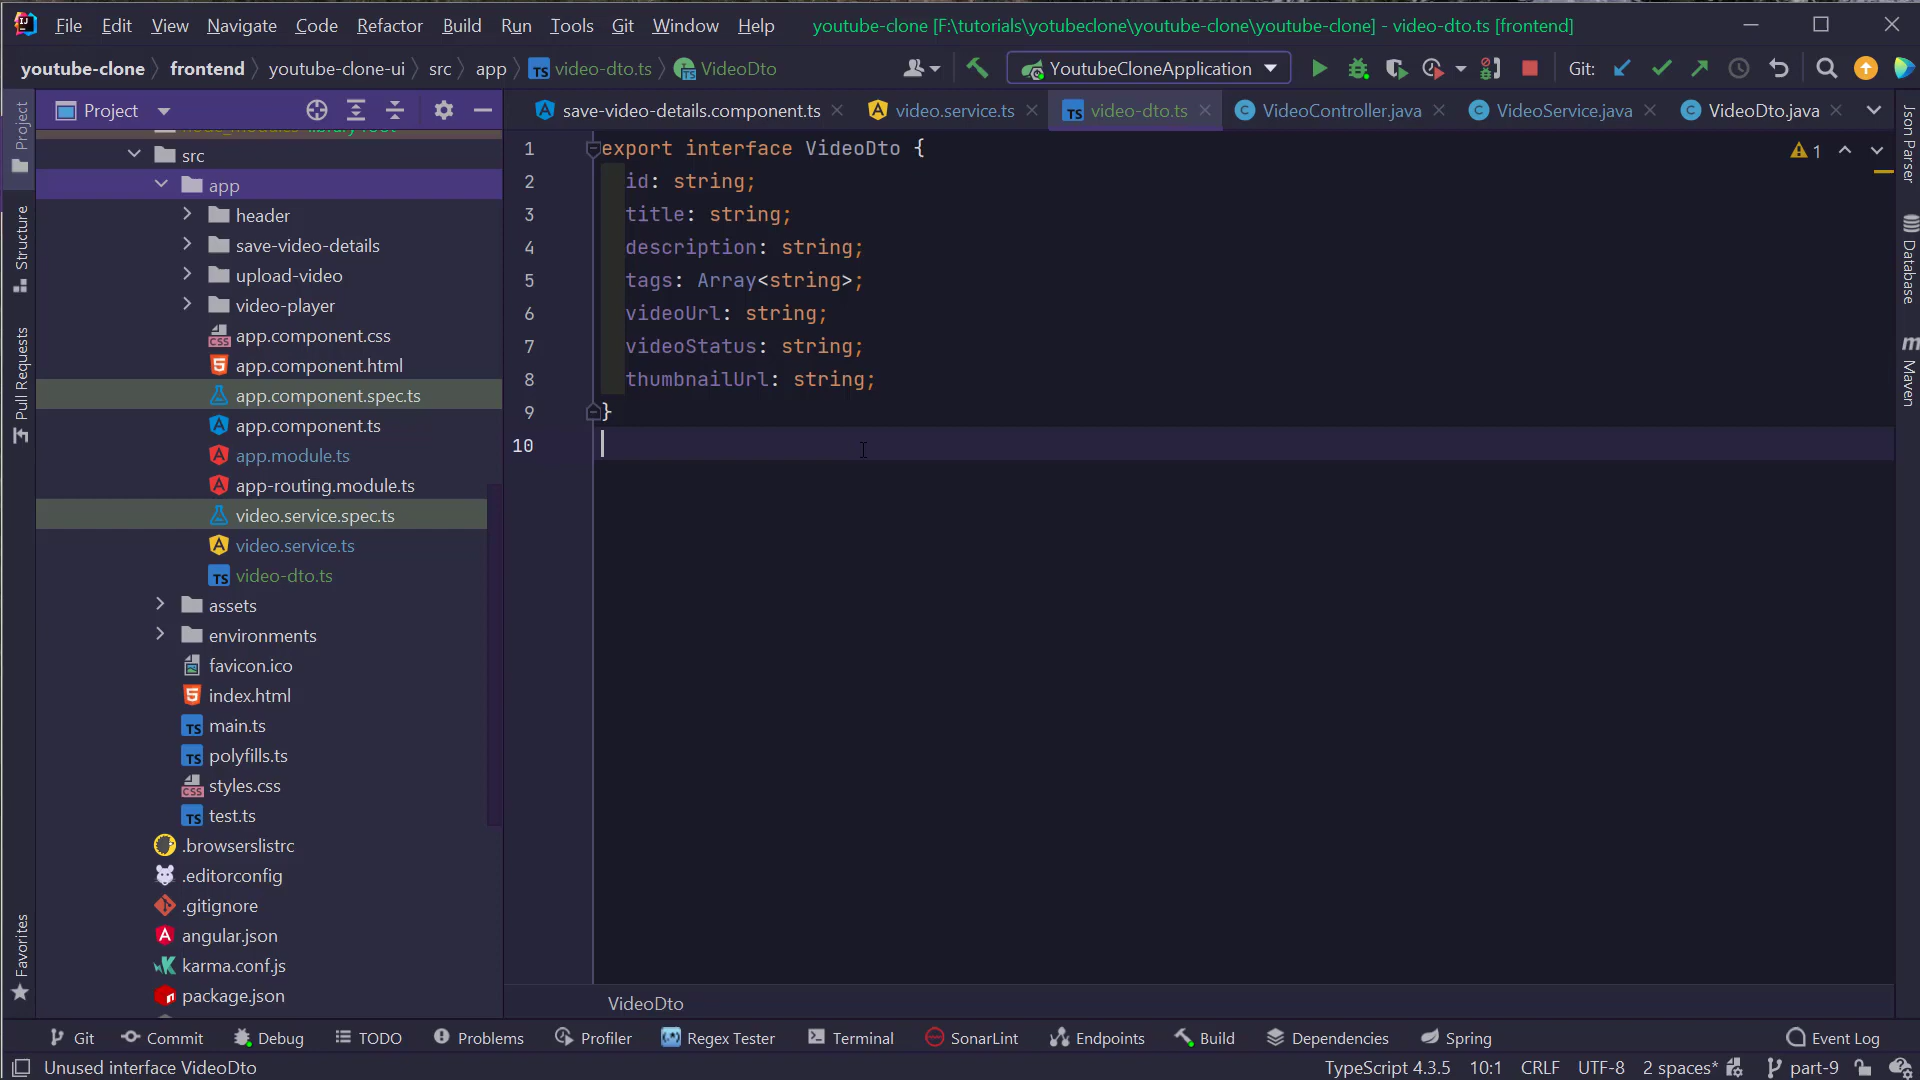 File Edit View Navigate Code Refactor Build Run Tools Git Window Help youtube-clone [F:\tutorials\yotubeclone\youtube-clone\youtube-clone] - video-dto.ts [frontend]
youtube-clone frontend youtube-clone-ui src app video-dto.ts VideoDto YoutubeCloneApplication Git:
Project
save-video-details.component.ts video.service.ts video-dto.ts VideoController.java VideoService.java VideoDto.java
src
app
header
save-video-details
upload-video
video-player
app.component.css
app.component.html
app.component.spec.ts
app.component.ts
app.module.ts
app-routing.module.ts
video.service.spec.ts
video.service.ts
video-dto.ts
assets
environments
favicon.ico
index.html
main.ts
polyfills.ts
styles.css
test.ts
.browserslistrc
.editorconfig
.gitignore
angular.json
karma.conf.js
package.json
1 export interface VideoDto {
2 id: string;
3 title: string;
4 description: string;
5 tags: Array<string>;
6 videoUrl: string;
7 videoStatus: string;
8 thumbnailUrl: string;
9 }
10
1
VideoDto
Project
Structure
Pull Requests
Favorites
Json Parser
Database
Maven
Git Commit Debug TODO Problems Profiler Regex Tester Terminal SonarLint Endpoints Build Dependencies Spring Event Log
Unused interface VideoDto TypeScript 4.3.5 10:1 CRLF UTF-8 2 spaces* part-9